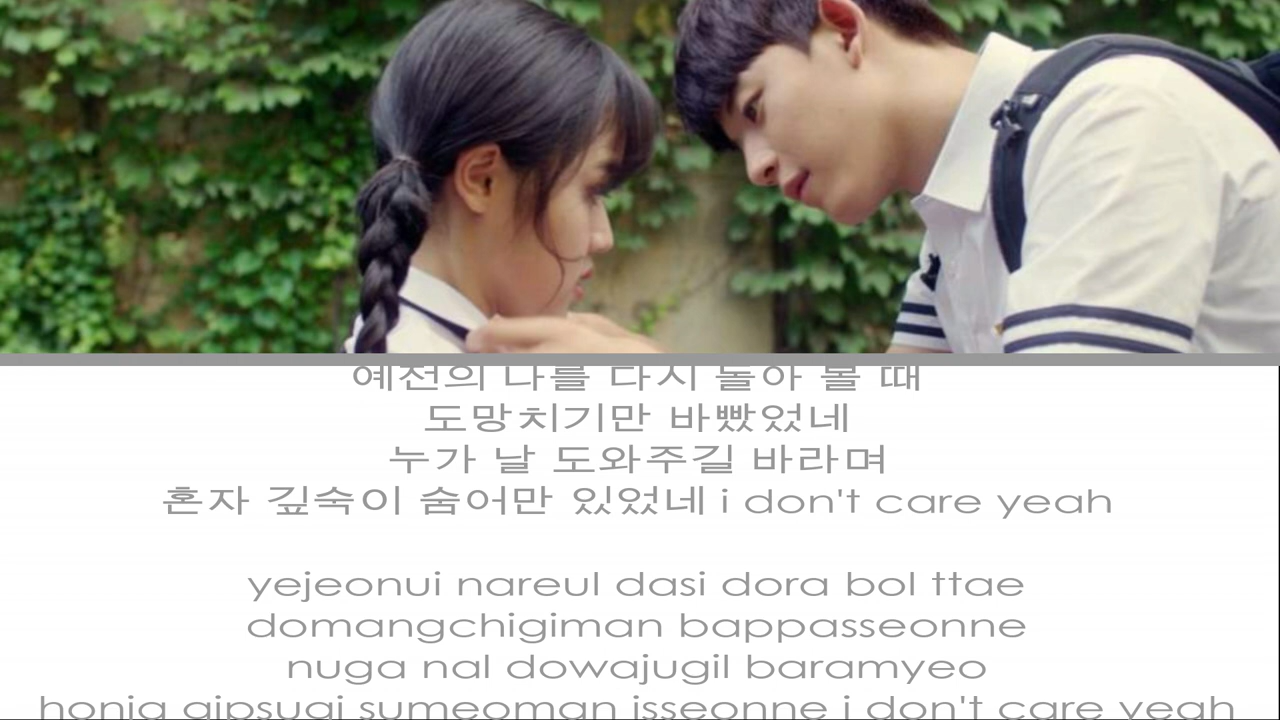 예전의 나를 다시 돌아 볼 때
도망치기만 바빴었네
누가 날 도와주길 바라며
혼자 깊숙이 숨어만 있었네 i don't care yeah
yejeonui nareul dasi dora bol ttae
domangchigiman bappasseonne
nuga nal dowajugil baramyeo
honja gipsugi sumeoman isseonne i don't care yeah